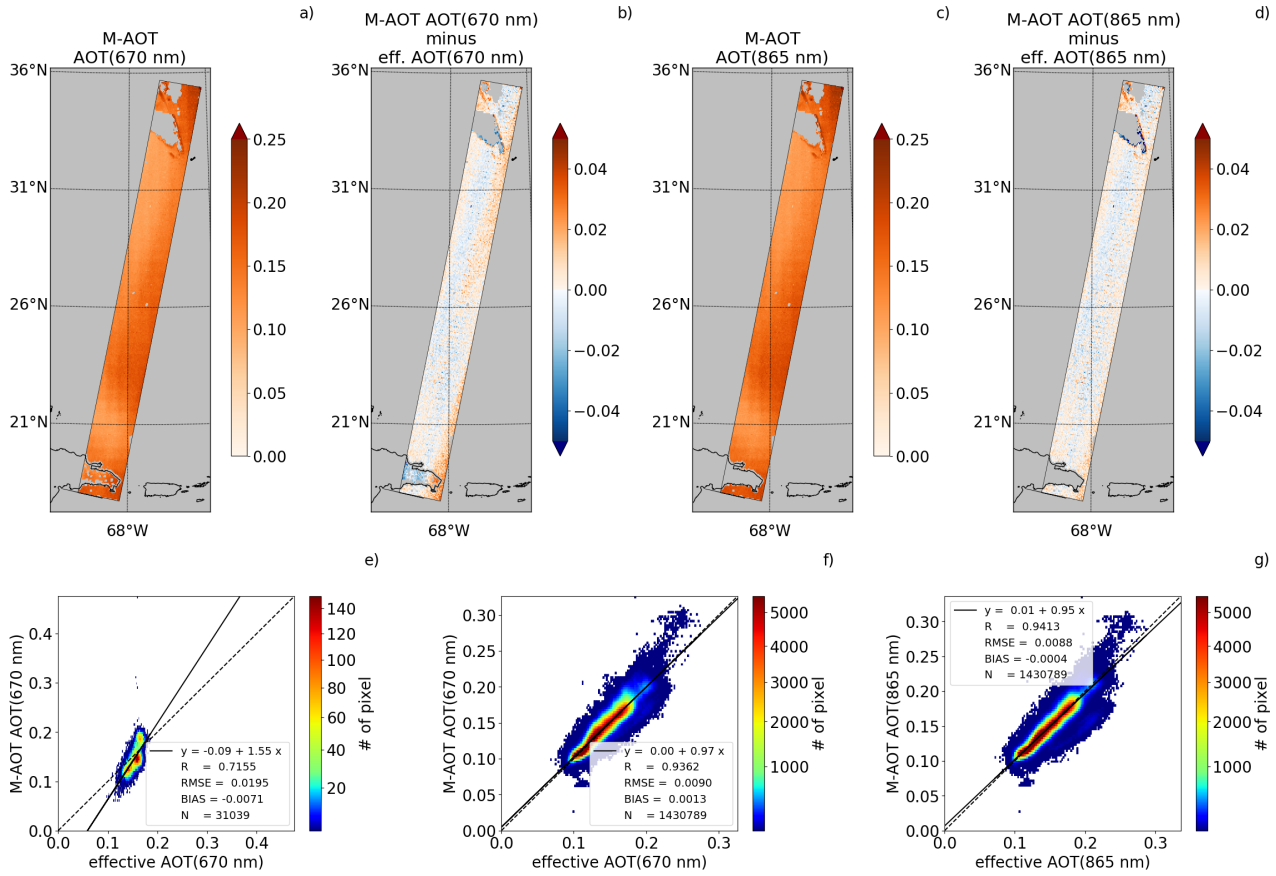 a)
M-AOT
AOT(670 nm)
36°N
31°N
26°N
21°N
68°W
0.25
0.20
0.15
0.10
0.05
0.00
b)
M-AOT AOT(670 nm)
minus
eff. AOT(670 nm)
68°W
0.04
0.02
0.00
−0.02
−0.04
c)
M-AOT
AOT(865 nm)
36°N
31°N
26°N
21°N
68°W
0.25
0.20
0.15
0.10
0.05
0.00
d)
M-AOT AOT(865 nm)
minus
eff. AOT(865 nm)
36°N
31°N
26°N
21°N
68°W
0.04
0.02
0.00
−0.02
−0.04
e)
M-AOT AOT(670 nm)
0.4
0.3
0.2
0.1
0.0
0.0 0.1 0.2 0.3 0.4
effective AOT(670 nm)
y = -0.09 + 1.55 x
R = 0.7155
RMSE = 0.0195
BIAS = -0.0071
N = 31039
140
120
100
80
60
40
20
# of pixel
f)
M-AOT AOT(670 nm)
0.30
0.25
0.20
0.15
0.10
0.05
0.00
0.0 0.1 0.2 0.3
effective AOT(670 nm)
y = 0.00 + 0.97 x
R = 0.9362
RMSE = 0.0090
BIAS = 0.0013
N = 1430789
5000
4000
3000
2000
1000
# of pixel
g)
M-AOT AOT(865 nm)
0.30
0.25
0.20
0.15
0.10
0.05
0.00
0.0 0.1 0.2 0.3
effective AOT(865 nm)
y = 0.01 + 0.95 x
R = 0.9413
RMSE = 0.0088
BIAS = -0.0004
N = 1430789
5000
4000
3000
2000
1000
# of pixel